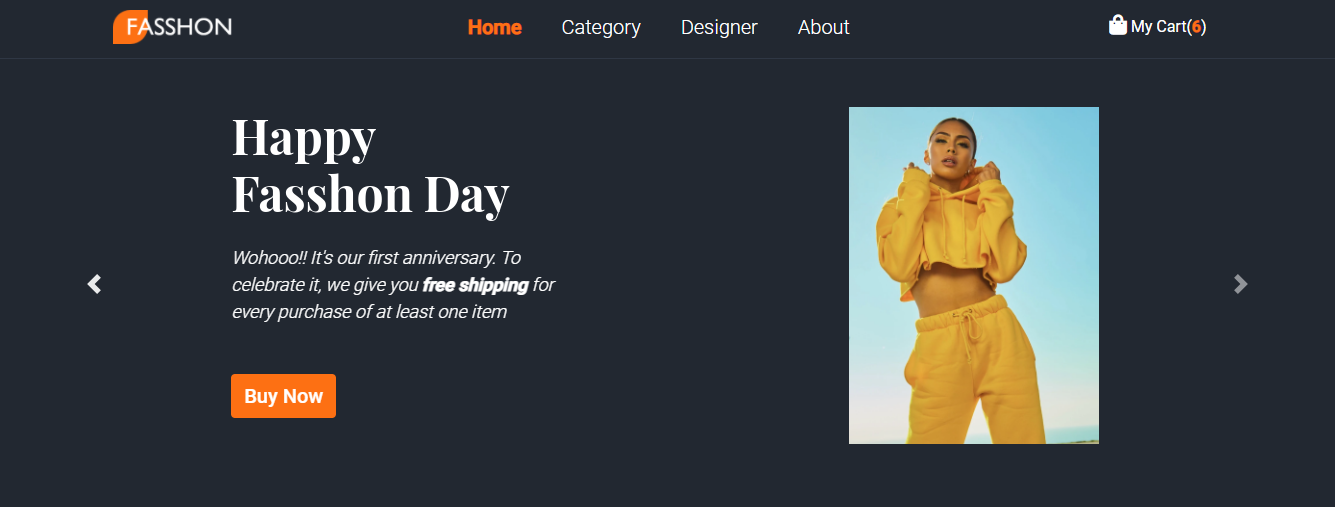 FASSHON
Home Category Designer About
My Cart(6)
Happy
Fasshon Day
Wohooo!! It's our first anniversary. To
celebrate it, we give you free shipping for
every purchase of at least one item
Buy Now